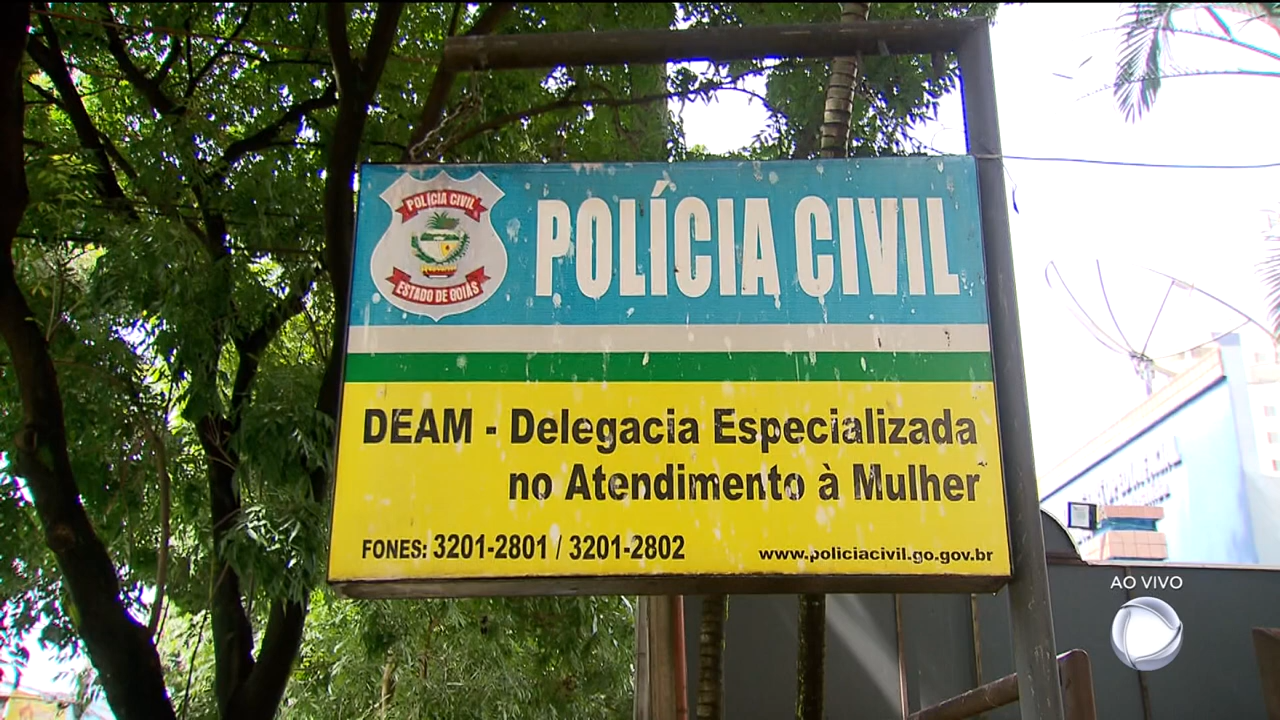 POLÍCIA CIVIL
ESTADO DE GOIÁS
POLÍCIA CIVIL
DEAM - Delegacia Especializada
no Atendimento à Mulher
FONES: 3201-2801 / 3201-2802
www.policiacivil.go.gov.br
AO VIVO